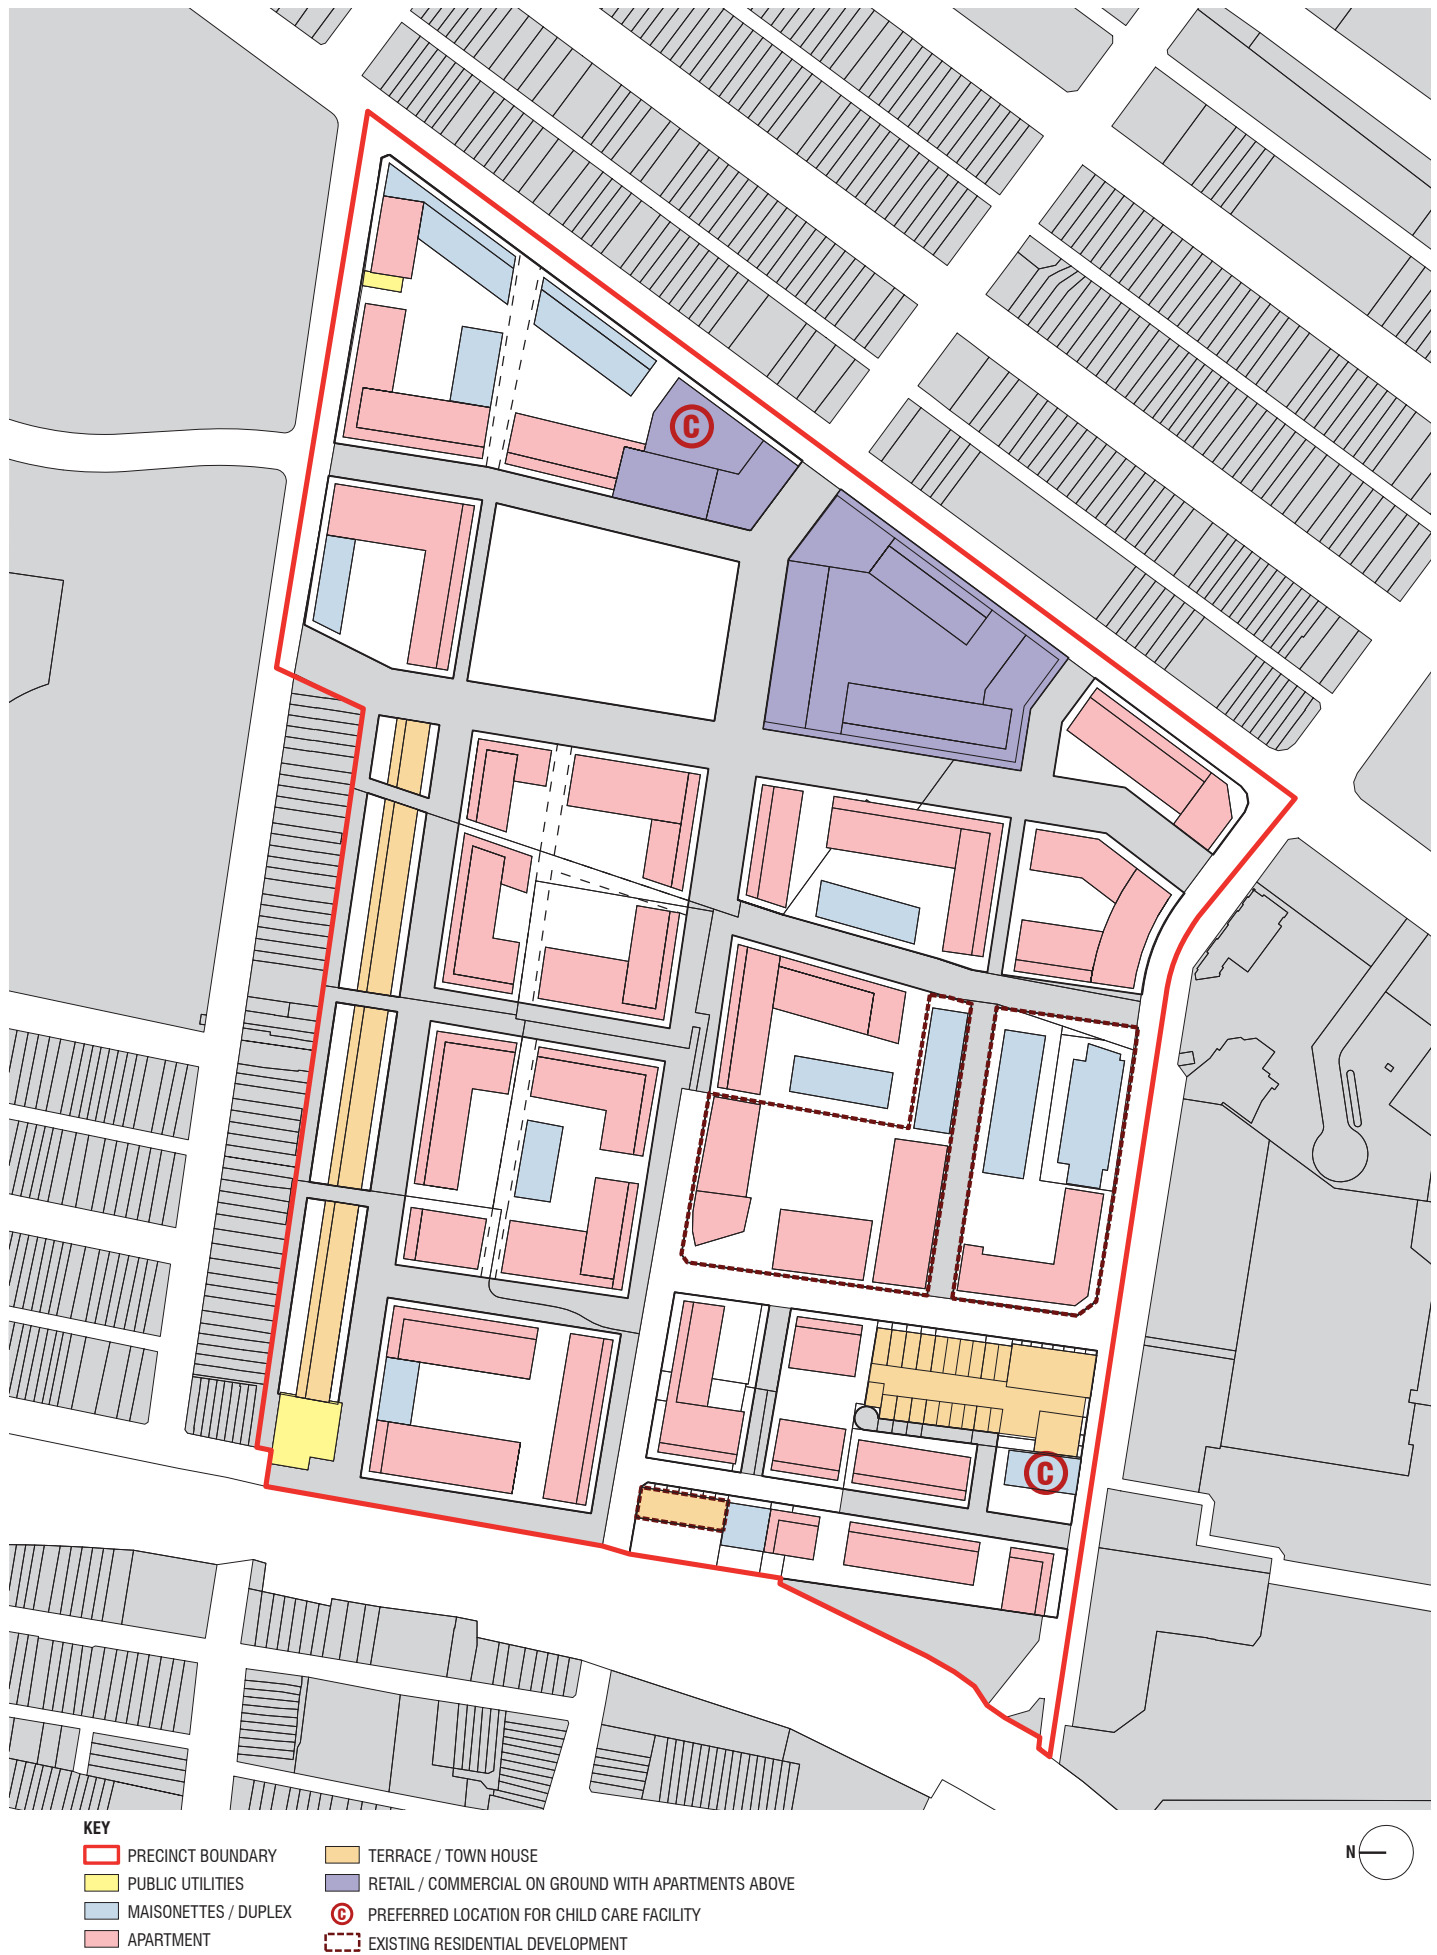 C
C
KEY
PRECINCT BOUNDARY
PUBLIC UTILITIES
MAISONETTES / DUPLEX
APARTMENT
TERRACE / TOWN HOUSE
RETAIL / COMMERCIAL ON GROUND WITH APARTMENTS ABOVE
C PREFERRED LOCATION FOR CHILD CARE FACILITY
EXISTING RESIDENTIAL DEVELOPMENT
N